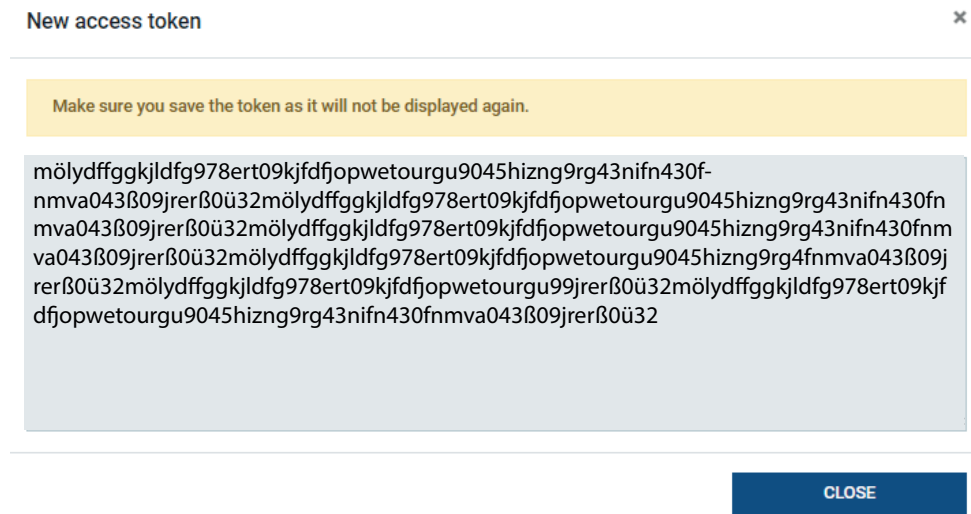 New access token
×
Make sure you save the token as it will not be displayed again.
mölydffggkjldfg978ert09kjfdfjopwetourgu9045hizng9rg43nifn430f-
nmva043ß09jrerß0ü32mölydffggkjldfg978ert09kjfdfjopwetourgu9045hizng9rg43nifn430fn
mva043ß09jrerß0ü32mölydffggkjldfg978ert09kjfdfjopwetourgu9045hizng9rg43nifn430fnm
va043ß09jrerß0ü32mölydffggkjldfg978ert09kjfdfjopwetourgu9045hizng9rg4fnmva043ß09j
rerß0ü32mölydffggkjldfg978ert09kjfdfjopwetourgu99jrerß0ü32mölydffggkjldfg978ert09kjf
dfjopwetourgu9045hizng9rg43nifn430fnmva043ß09jrerß0ü32
CLOSE